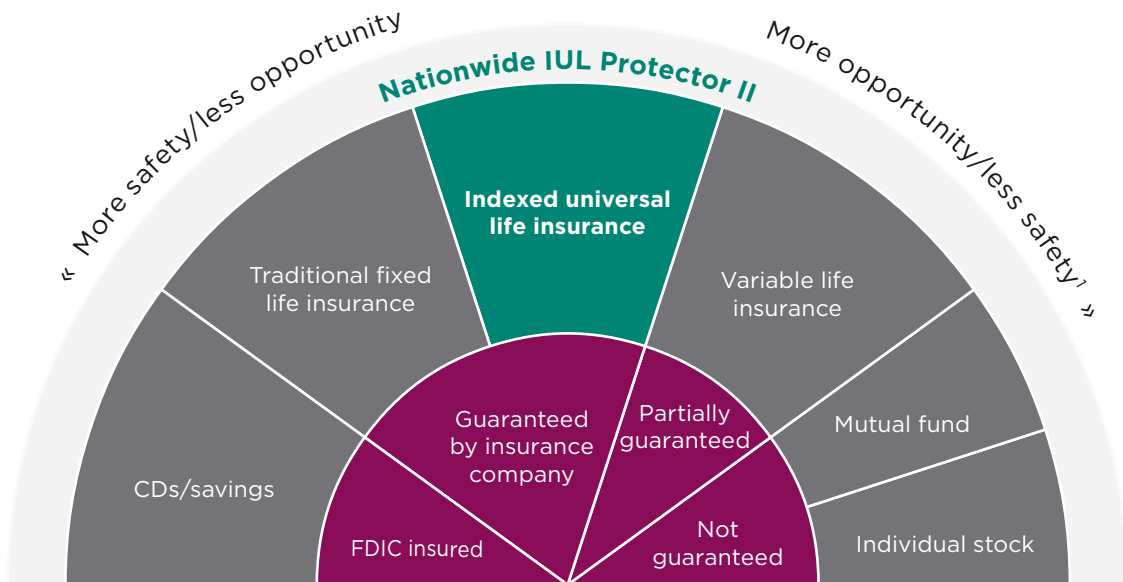 « More safety/less opportunity
Nationwide IUL Protector II
More opportunity/less safety¹ »
Indexed universal
life insurance
Traditional fixed
life insurance
Variable life
insurance
CDs/savings
Mutual fund
Individual stock
FDIC insured
Guaranteed
by insurance
company
Partially
guaranteed
Not
guaranteed